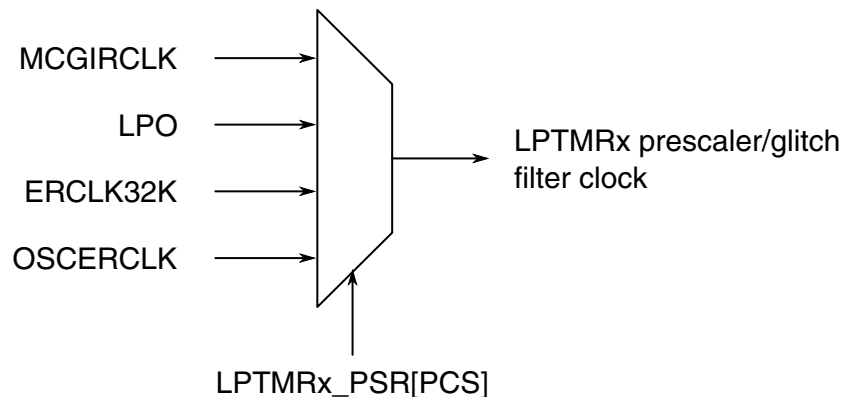 MCGIRCLK
LPO
ERCLK32K
OSCERCLK
LPTMRx prescaler/glitch
filter clock
LPTMRx_PSR[PCS]